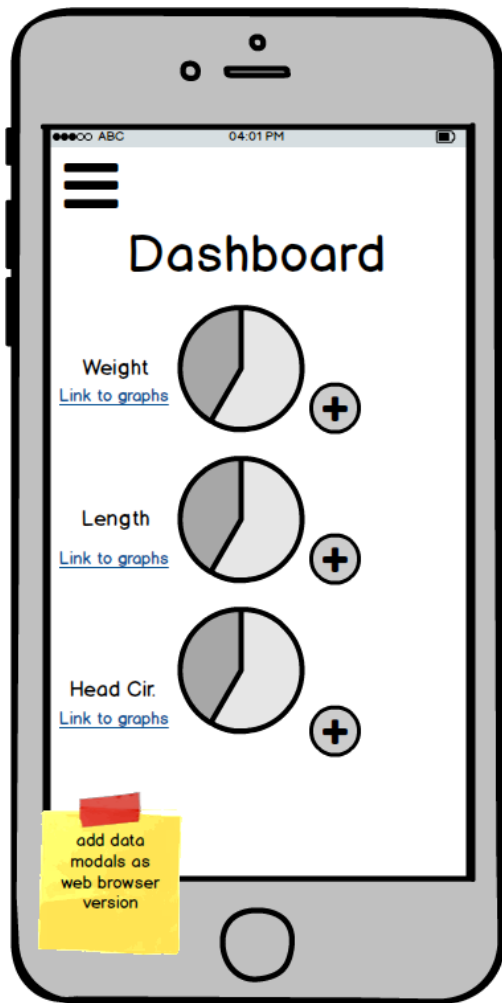 ABC 04:01 PM
Dashboard
Weight
Link to graphs
Length
Link to graphs
Head Cir.
Link to graphs
add data
modals as
web browser
version